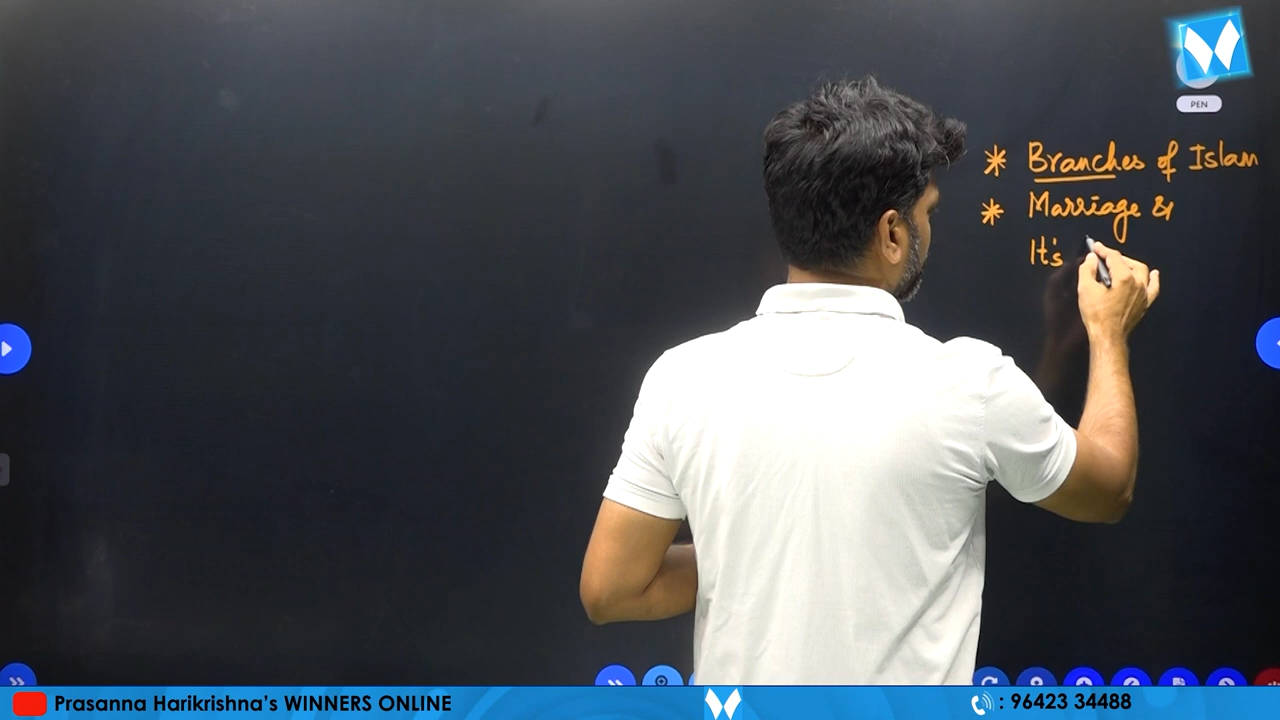 PEN
* Branches of Islam
* Marriage &
It's
Prasanna Harikrishna's WINNERS ONLINE
: 96423 34488